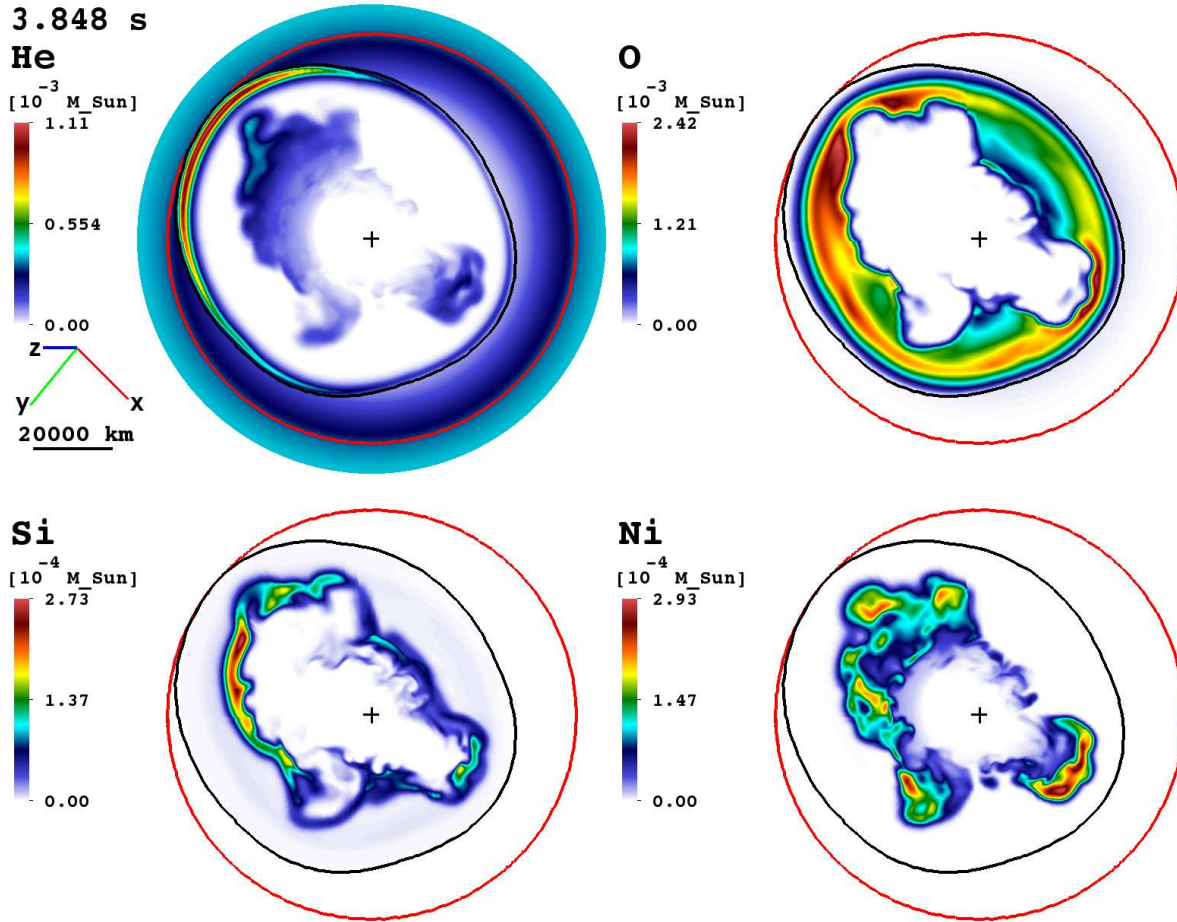 3.848 s
He
[10^-3 M_Sun]
1.11
0.554
0.00
z
y
x
20000 km
O
[10^-3 M_Sun]
2.42
1.21
0.00
Si
[10^-4 M_Sun]
2.73
1.37
0.00
Ni
[10^-4 M_Sun]
2.93
1.47
0.00